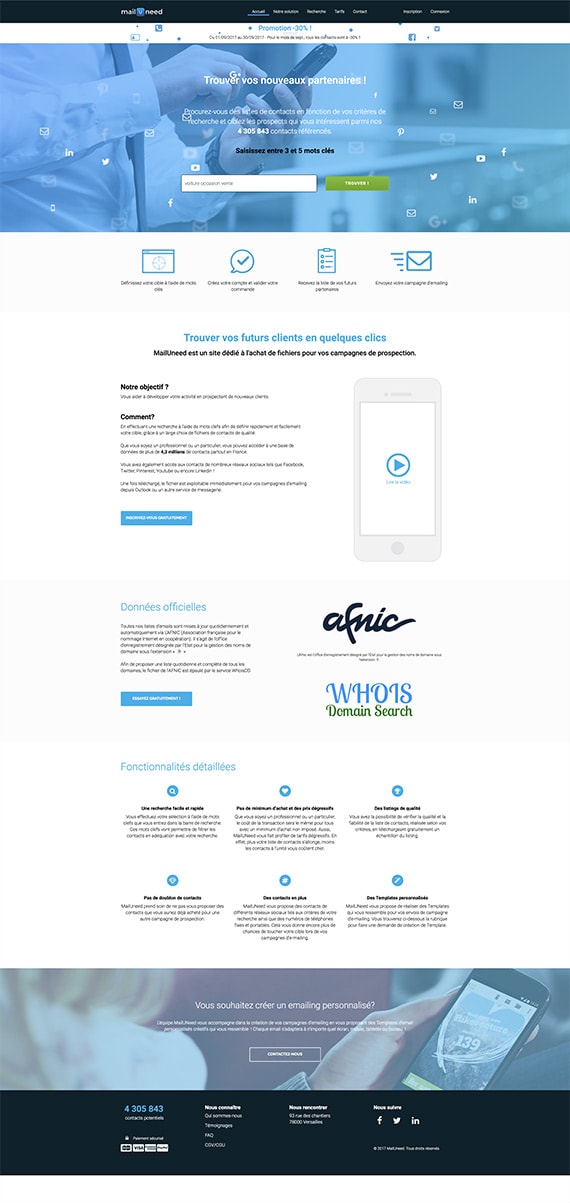 mail U need
Accueil Notre solution Recherche Tarifs Contact Inscription Connexion
Promotion -30% !
Du 01/09/2017 au 30/09/2017 - Pour le mois de sept., tous les contacts sont à -30% !
Trouver vos nouveaux partenaires !
Procurez-vous des listes de contacts en fonction de vos critères de
recherche et ciblez les prospects qui vous intéressent parmi nos
4 305 843 contacts référencés.
Saisissez entre 3 et 5 mots clés
voiture occasion vente
TROUVER !
Définissez votre cible à l'aide de mots
clés
Créez votre compte et valider votre
commande
Recevez la liste de vos futurs
partenaires
Envoyez votre campagne d'emailing
Trouver vos futurs clients en quelques clics
MailUneed est un site dédié à l'achat de fichiers pour vos campagnes de prospection.
Notre objectif ?
Vous aider à développer votre activité en prospectant de nouveaux clients.
Comment?
En effectuant une recherche à l'aide de mots clefs afin de définir rapidement et facilement
votre cible, grâce à un large choix de fichiers de contacts de qualité.
Que vous soyez un professionnel ou un particulier, vous pouvez accéder à une base de
données de plus de 4,3 millions de contacts partout en France.
Vous avez également accès aux contacts de nombreux réseaux sociaux tels que Facebook,
Twitter, Pinterest, Youtube ou encore Linkedin !
Une fois téléchargé, le fichier est exploitable immédiatement pour vos campagnes d'emailings
depuis Outlook ou un autre service de messagerie.
INSCRIVEZ-VOUS GRATUITEMENT
Lire la vidéo
Données officielles
Toutes nos listes d'emails sont mises à jour quotidiennement et
automatiquement via L'AFNIC (Association française pour le
nommage Internet en coopération). Il s'agit de l'office
d'enregistrement désigné par l'Etat pour la gestion des noms de
domaine sous l'extension « .fr ».
Afin de proposer une liste quotidienne et complète de tous les
domaines, le fichier de l'AFNIC est épaulé par le service WhoisDS
ESSAYEZ GRATUITEMENT !
afnic
L'Afnic est l'office d'enregistrement désigné par l'Etat pour la gestion des noms de domaine sous
l'extension .fr
WHOIS
Domain Search
Fonctionnalités détaillées
Une recherche facile et rapide
Vous effectuez votre sélection à l'aide de mots
clefs que vous entrez dans la barre de recherche.
Ces mots clefs vont permettre de filtrer les
contacts en adéquation avec votre recherche.
Pas de minimum d'achat et des prix dégressifs
Que vous soyez un professionnel ou un particulier,
le coût de la transaction sera le même pour tous
avec un minimum d'achat non imposé. Aussi,
MailUNeed vous fait profiter de tarifs dégressifs. En
effet, plus votre liste de contacts s'allonge, moins
les contacts à l'unité vous coûtent cher.
Des listings de qualité
Vous avez la possibilité de vérifier la qualité et la
fiabilité de la liste de contacts, réalisée selon vos
critères, en téléchargeant gratuitement un
échantillon du listing.
Pas de doublon de contacts
MailUneed prend soin de ne pas vous proposer des
contacts que vous auriez déjà acheté pour une
autre campagne de prospection.
Des contacts en plus
MailUNeed vous propose des contacts de
différents réseaux sociaux liés aux critères de votre
recherche ainsi que des numéros de téléphones
fixes et portables. Cela vous donne encore plus de
chances de toucher votre cible lors de vos
campagnes d'e-mailing.
Des Templates personnalisés
MailUNeed vous propose de réaliser des Templates
qui vous ressemble pour vos envois de campagne
d'e-mailing. Vous trouverez ci-dessous la rubrique
pour faire une demande de création de Template.
Vous souhaitez créer un emailing personnalisé?
L'équipe MailUNeed vous accompagne dans la création de vos campagnes d'emailing en vous proposant des Templates d'email
personnalisés créatifs qui vous ressemble ! Chaque email s'adaptera à n'importe quel écran, mobile, tablette ou bureau !
139
CONTACTEZ-NOUS
4 305 843
contacts potentiels
Paiement sécurisé
VISA
Nous connaître
Qui sommes-nous
Témoignages
FAQ
CGV/CGU
Nous rencontrer
93 rue des chantiers
78000 Versailles
Nous suivre
© 2017 MailUneed. Tous droits réservés